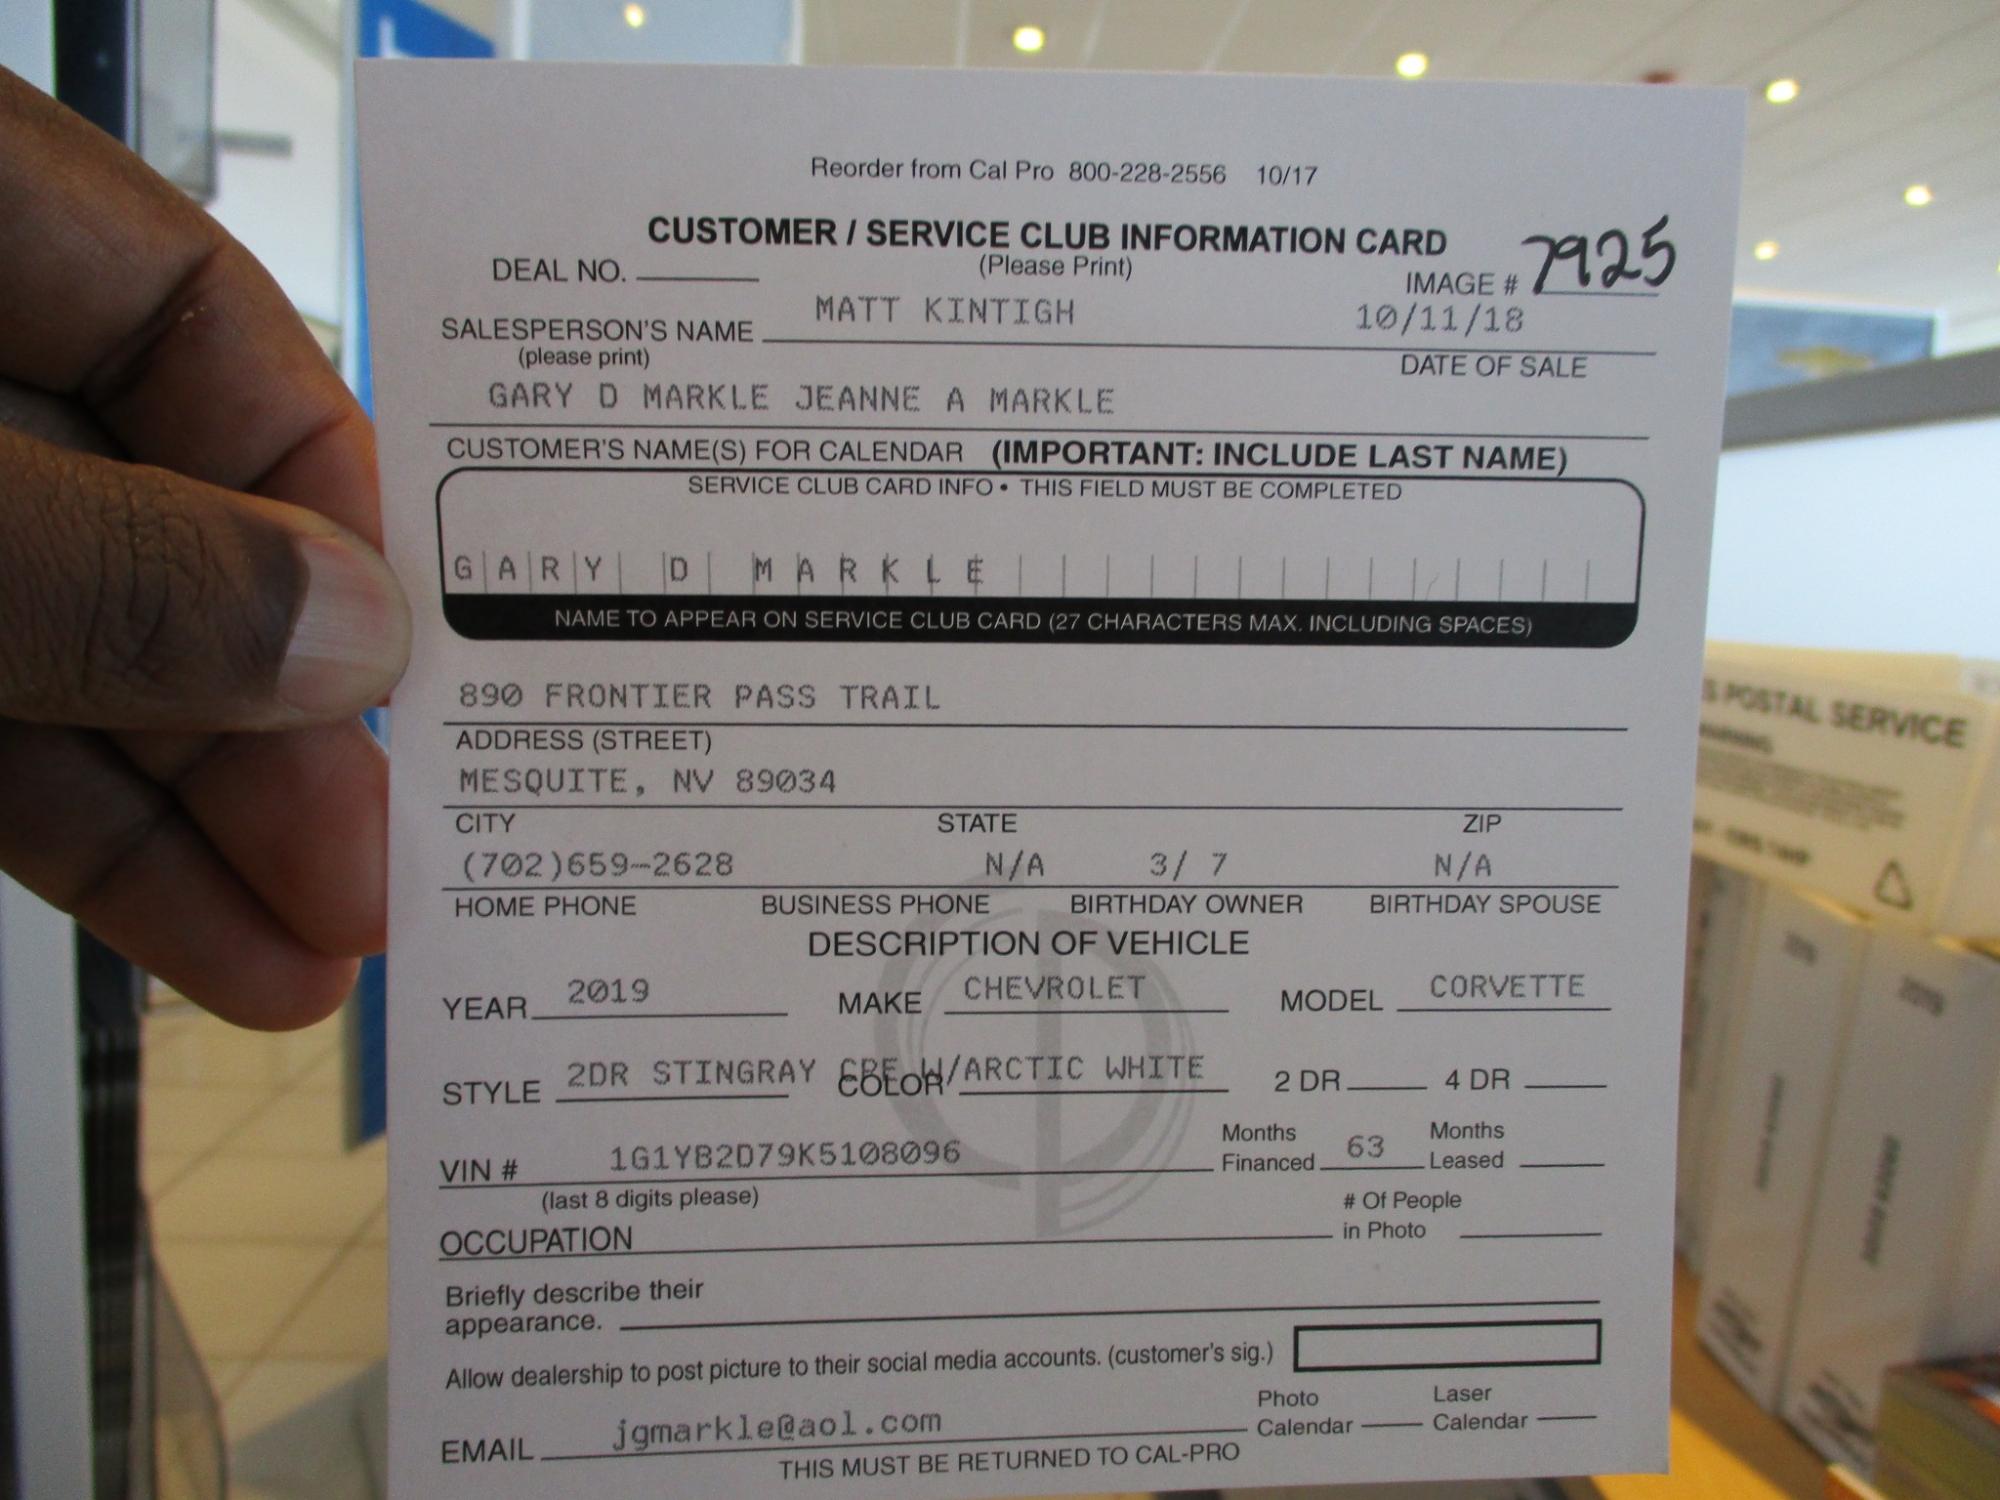 Reorder from Cal Pro 800-228-2556 10/17
CUSTOMER / SERVICE CLUB INFORMATION CARD
DEAL NO. (Please Print) IMAGE # 7925
SALESPERSON'S NAME MATT KINTIGH 10/11/18
(please print) DATE OF SALE
GARY D MARKLE JEANNE A MARKLE
CUSTOMER'S NAME(S) FOR CALENDAR (IMPORTANT: INCLUDE LAST NAME)
SERVICE CLUB CARD INFO • THIS FIELD MUST BE COMPLETED
GARY D MARKLE
NAME TO APPEAR ON SERVICE CLUB CARD (27 CHARACTERS MAX. INCLUDING SPACES)
890 FRONTIER PASS TRAIL
ADDRESS (STREET)
MESQUITE, NV 89034
CITY STATE ZIP
(702)659-2628 N/A 3/ 7 N/A
HOME PHONE BUSINESS PHONE BIRTHDAY OWNER BIRTHDAY SPOUSE
DESCRIPTION OF VEHICLE
YEAR 2019 MAKE CHEVROLET MODEL CORVETTE
STYLE 2DR STINGRAY CPE W/ COLOR ARCTIC WHITE 2 DR 4 DR
VIN # 1G1YB2D79K5108096 Months Financed 63 Months Leased
(last 8 digits please)
OCCUPATION # Of People in Photo
Briefly describe their
appearance.
Allow dealership to post picture to their social media accounts. (customer's sig.)
EMAIL jgmarkle@aol.com Photo Calendar Laser Calendar
THIS MUST BE RETURNED TO CAL-PRO
POSTAL SERVICE